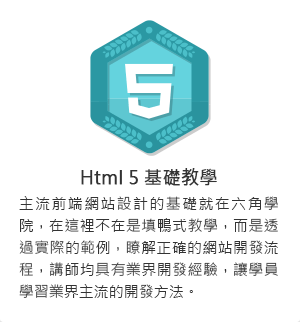 5
Html 5 基礎教學
主流前端網站設計的基礎就在六角學
院，在這裡不在是填鴨式教學，而是透
過實際的範例，瞭解正確的網站開發流
程，講師均具有業界開發經驗，讓學員
學習業界主流的開發方法。